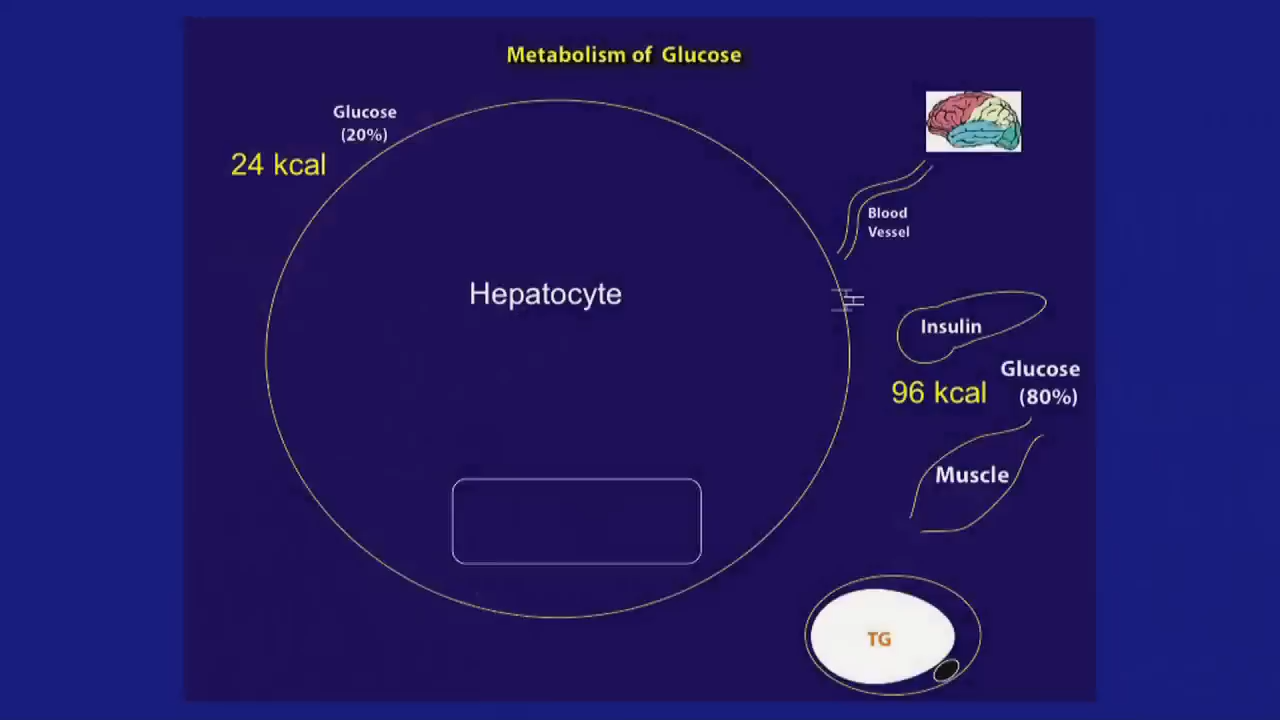 Metabolism of Glucose
Glucose
(20%)
24 kcal
Blood
Vessel
Hepatocyte
Insulin
Glucose
96 kcal
(80%)
Muscle
TG